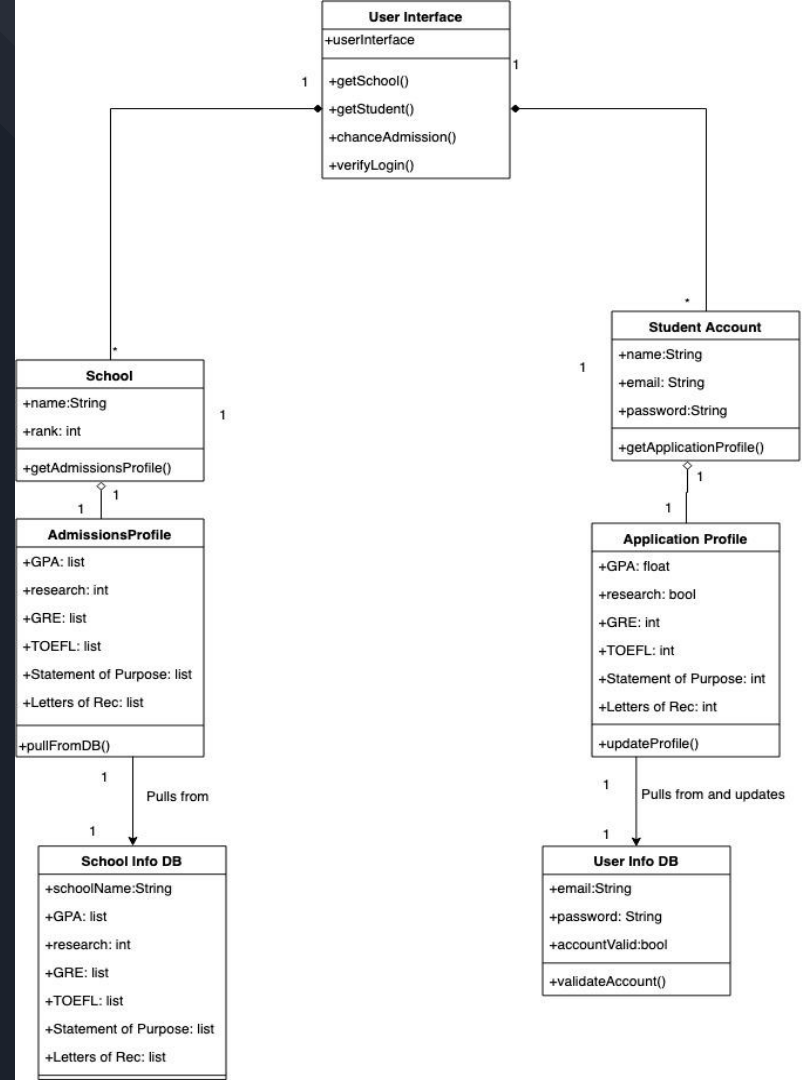 User Interface
+userInterface
1
1
+getSchool()
+getStudent()
+chanceAdmission()
+verifyLogin()
*
*
School
+name:String
+rank: int
+getAdmissionsProfile()
1
1
1
AdmissionsProfile
+GPA: list
+research: int
+GRE: list
+TOEFL: list
+Statement of Purpose: list
+Letters of Rec: list
+pullFromDB()
1
Pulls from
1
School Info DB
+schoolName:String
+GPA: list
+research: int
+GRE: list
+TOEFL: list
+Statement of Purpose: list
+Letters of Rec: list
Student Account
+name:String
+email: String
+password:String
+getApplicationProfile()
1
1
1
Application Profile
+GPA: float
+research: bool
+GRE: int
+TOEFL: int
+Statement of Purpose: int
+Letters of Rec: int
+updateProfile()
1
Pulls from and updates
1
User Info DB
+email:String
+password: String
+accountValid:bool
+validateAccount()